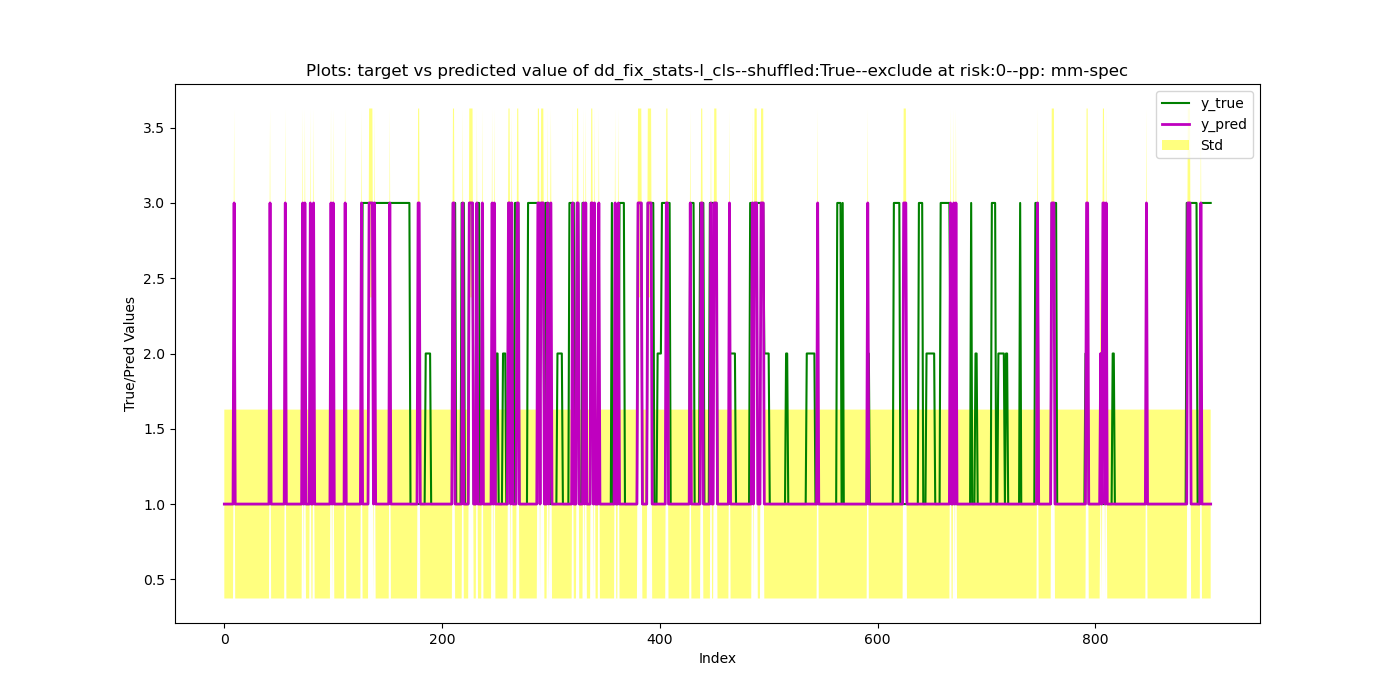 Plots: target vs predicted value of dd_fix_stats-l_cls--shuffled:True--exclude at risk:0--pp: mm-spec
y_true
y_pred
Std
3.5
3.0
2.5
2.0
1.5
1.0
0.5
True/Pred Values
0
200
400
600
800
Index